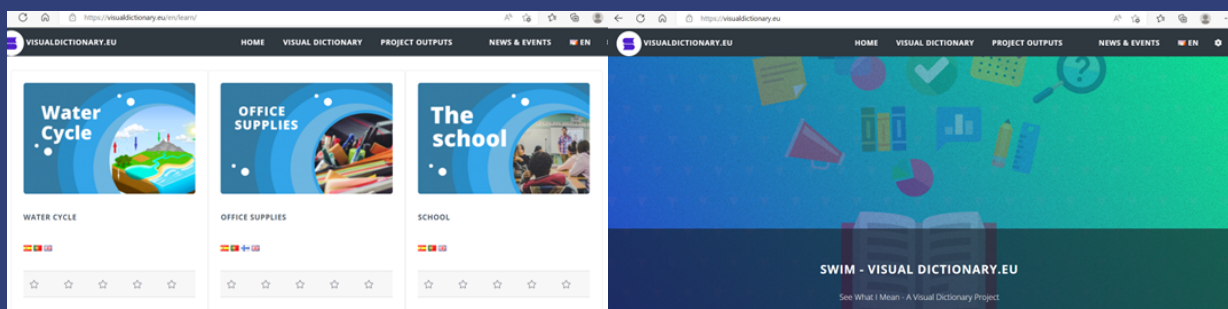 https://visualdictionary.eu/en/learn/
VISUALDICTIONARY.EU
HOME VISUAL DICTIONARY PROJECT OUTPUTS NEWS & EVENTS EN
Water
Cycle
OFFICE
SUPPLIES
The
school
WATER CYCLE
OFFICE SUPPLIES
SCHOOL
https://visualdictionary.eu
VISUALDICTIONARY.EU
HOME VISUAL DICTIONARY PROJECT OUTPUTS NEWS & EVENTS EN
SWIM - VISUAL DICTIONARY.EU
See What I Mean - A Visual Dictionary Project